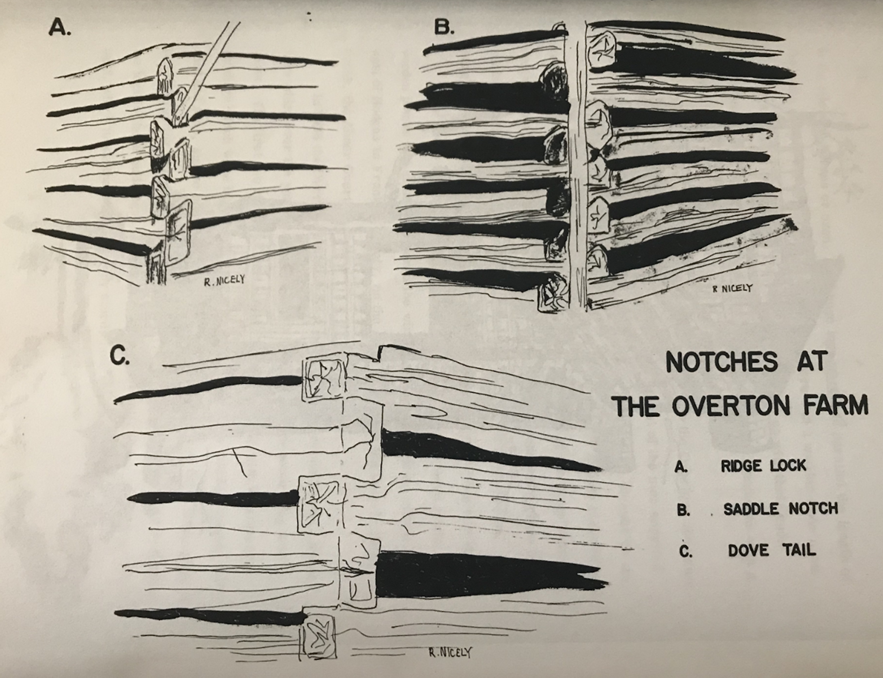 A.
B.
R. NICELY
R NICELY
C.
NOTCHES AT
THE OVERTON FARM
A. RIDGE LOCK
B. SADDLE NOTCH
C. DOVE TAIL
R. NICELY